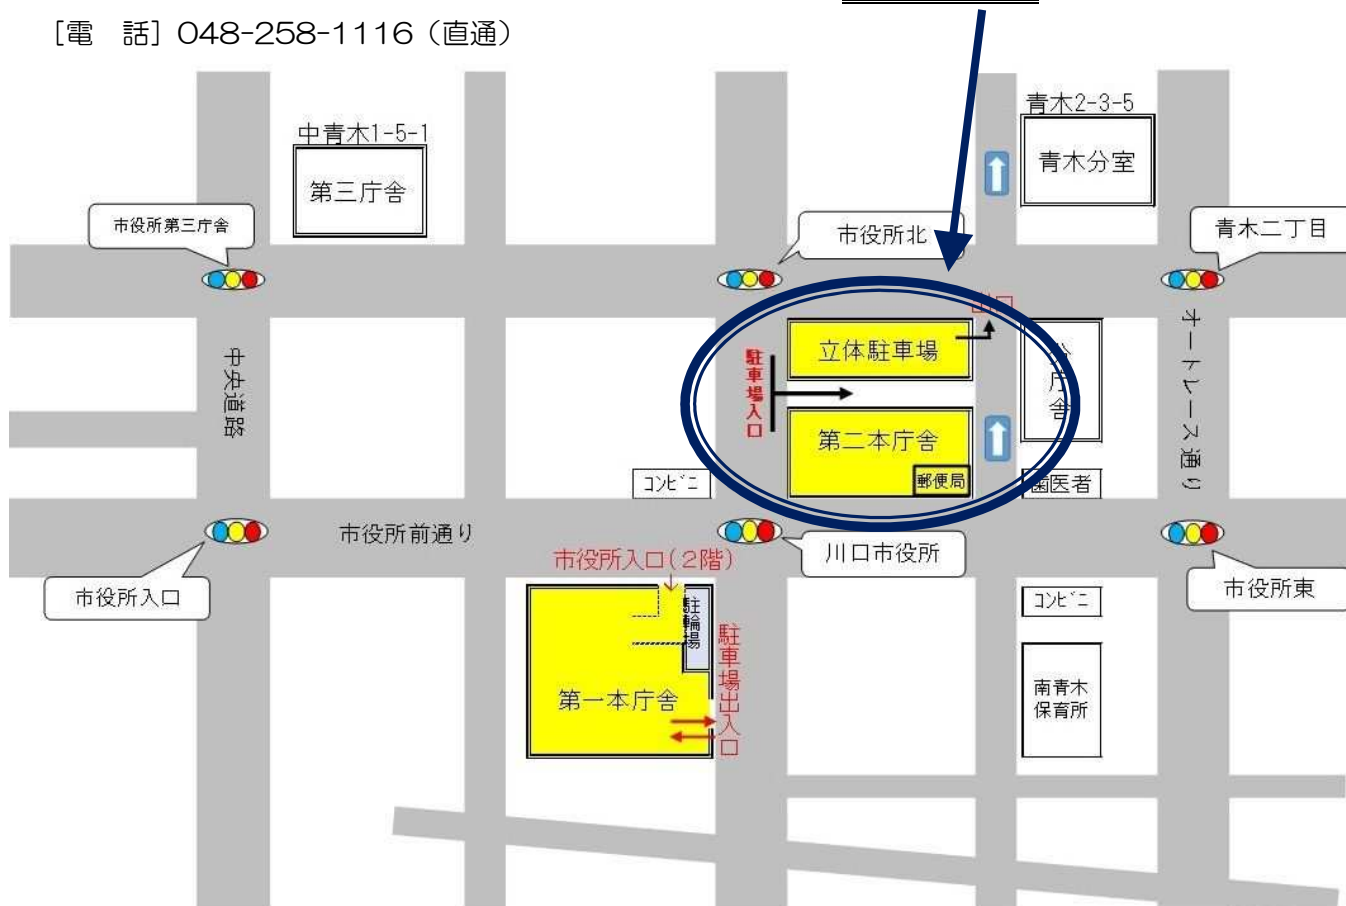 ［電　話］048-258-1116（直通）
青木2-3-5
中青木1-5-1
青木分室
第三庁舎
市役所第三庁舎
市役所北
青木二丁目
出口
立体駐車場
駐車場入口
分庁舎
オートレース通り
中央道路
第二本庁舎
郵便局
コンビニ
歯医者
市役所前通り
川口市役所
市役所入口（２階）
市役所入口
市役所東
駐輪場
コンビニ
駐車場出入口
第一本庁舎
南青木
保育所